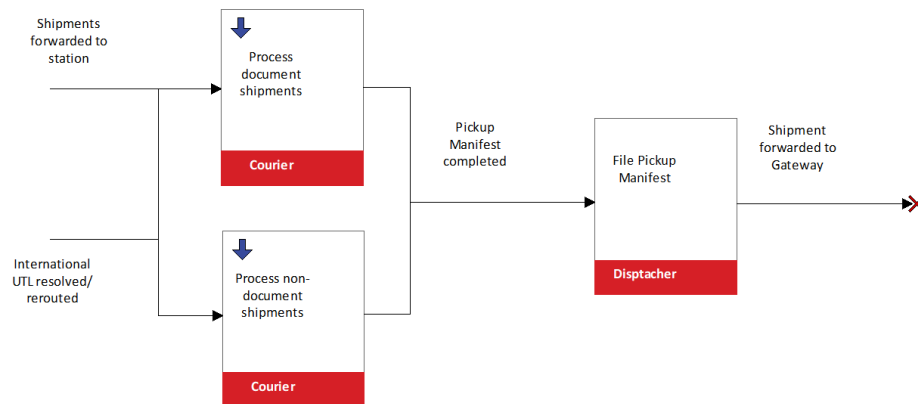 Shipments
forwarded to
station
Process
document
shipments
Courier
International
UTL resolved/
rerouted
Process non-
document
shipments
Courier
Pickup
Manifest
completed
File Pickup
Manifest
Disptacher
Shipment
forwarded to
Gateway